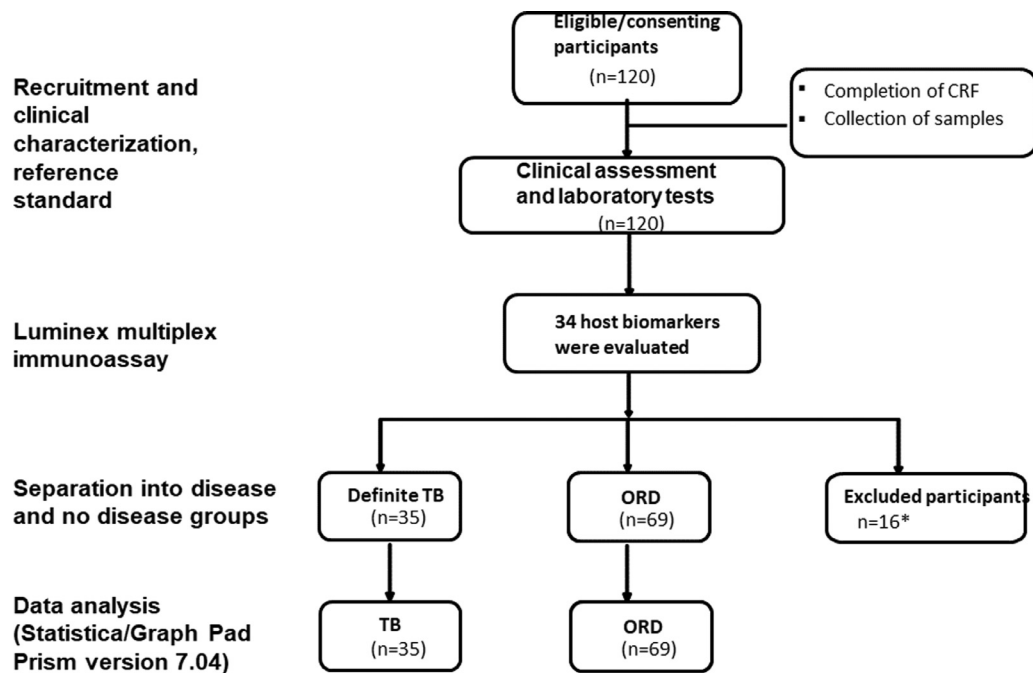 Eligible/consenting
participants
(n=120)
Recruitment and
clinical
characterization,
reference
standard
▪ Completion of CRF
▪ Collection of samples
Clinical assessment
and laboratory tests
(n=120)
Luminex multiplex
immunoassay
34 host biomarkers
were evaluated
Separation into disease
and no disease groups
Definite TB
(n=35)
ORD
(n=69)
Excluded participants
n=16*
Data analysis
(Statistica/Graph Pad
Prism version 7.04)
TB
(n=35)
ORD
(n=69)